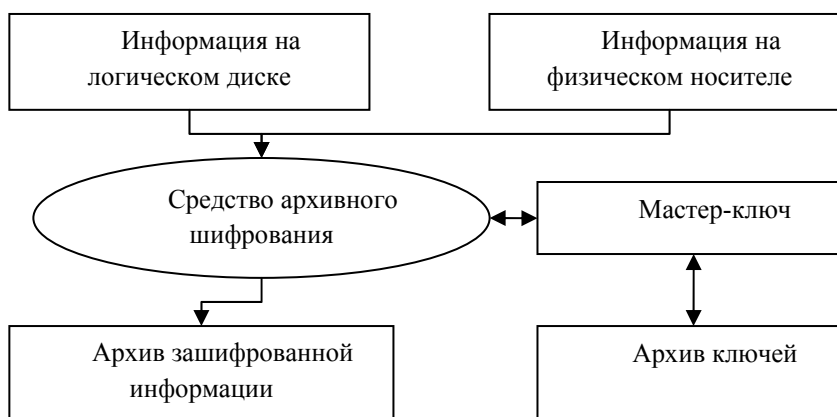 Информация на
логическом диске
Информация на
физическом носителе
Средство архивного
шифрования
Мастер-ключ
Архив зашифрованной
информации
Архив ключей